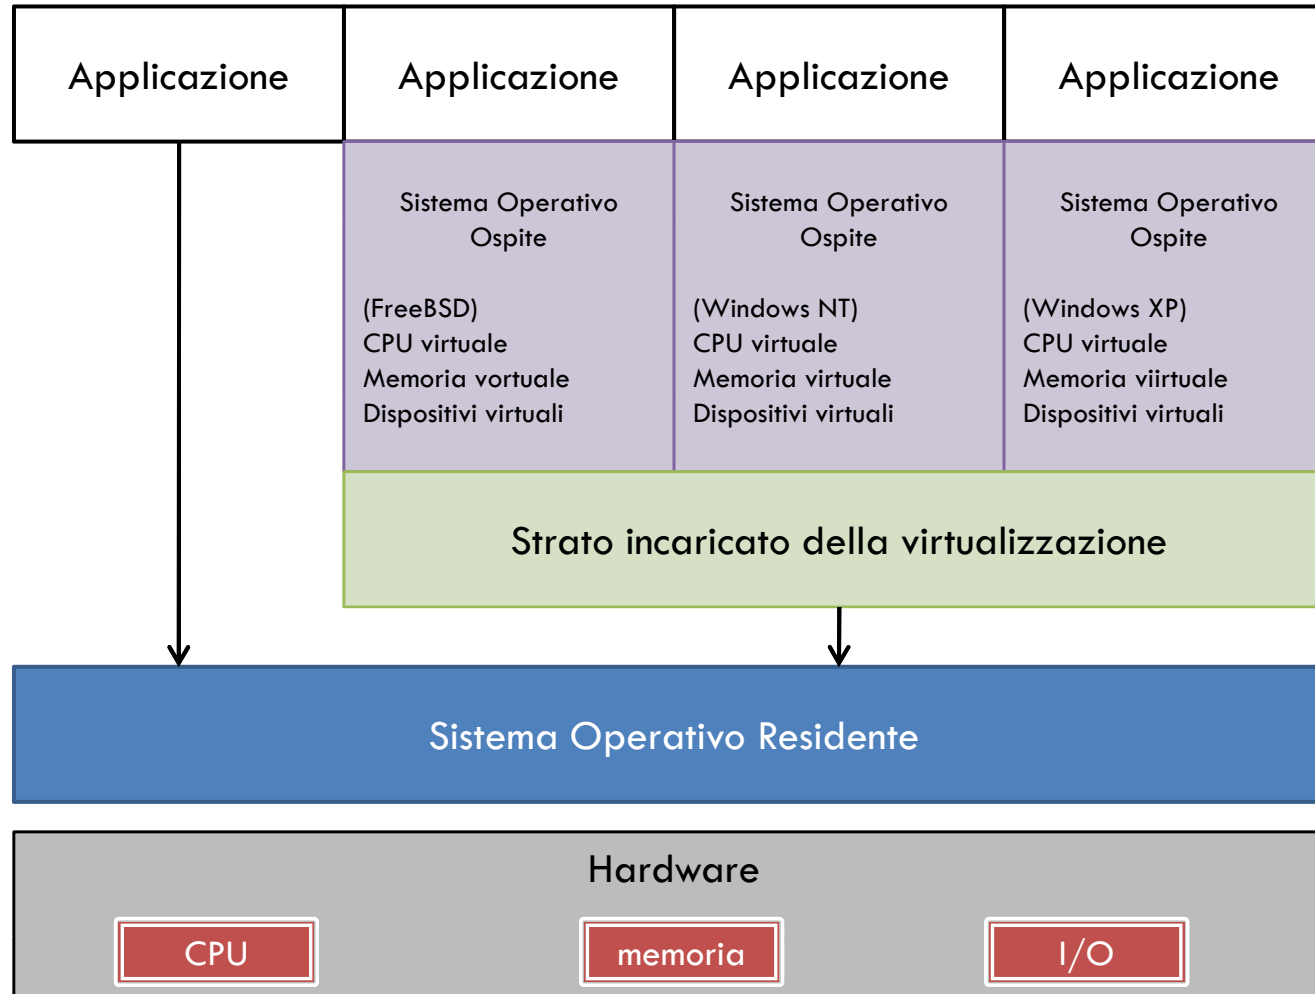 Applicazione
Applicazione
Applicazione
Applicazione
Sistema Operativo
Ospite
(FreeBSD)
CPU virtuale
Memoria vortuale
Dispositivi virtuali
Sistema Operativo
Ospite
(Windows NT)
CPU virtuale
Memoria virtuale
Dispositivi virtuali
Sistema Operativo
Ospite
(Windows XP)
CPU virtuale
Memoria viirtuale
Dispositivi virtuali
Strato incaricato della virtualizzazione
Sistema Operativo Residente
Hardware
CPU
memoria
I/O